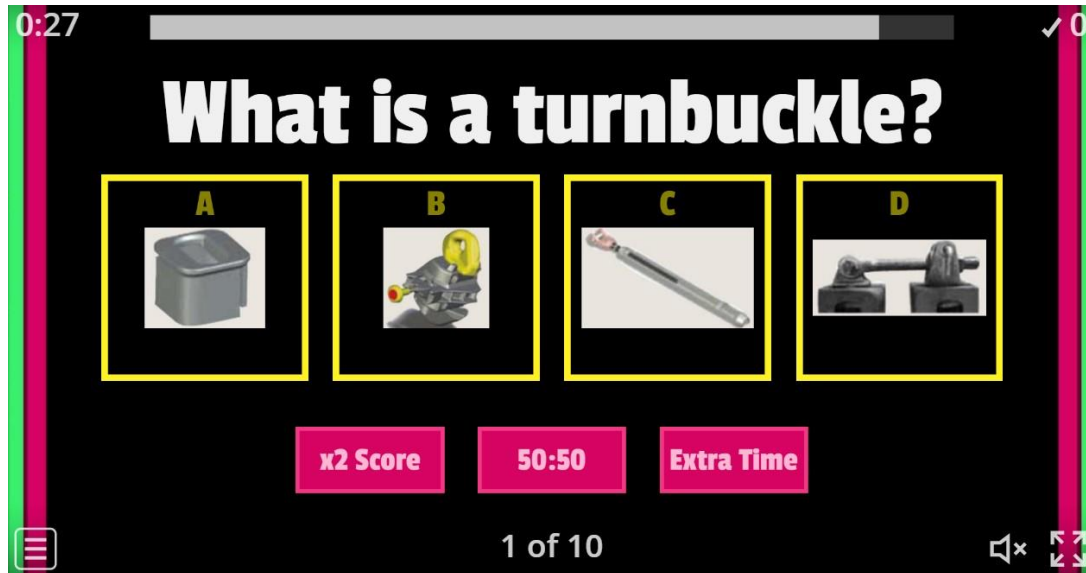 0:27
✓ 0
What is a turnbuckle?
A
B
C
D
x2 Score
50:50
Extra Time
1 of 10